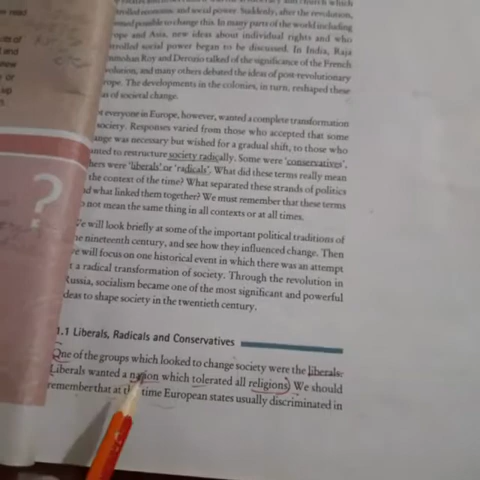 trolled economic and social power. Suddenly, after the revolution,
possible to change this. In many parts of the world including
and Asia, new ideas about individual rights and who
social power began to be discussed. In India, Raja
Roy and Derozio talked of the significance of the French
and many others debated the ideas of post-revolutionary
The developments in the colonies, in turn, reshaped these
of societal change.
everyone in Europe, however, wanted a complete transformation
society. Responses varied from those who accepted that some
was necessary but wished for a gradual shift, to those who
to restructure society radically. Some were 'conservatives',
were 'liberals' or 'radicals'. What did these terms really mean
the context of the time? What separated these strands of politics
what linked them together? We must remember that these terms
not mean the same thing in all contexts or at all times.
We will look briefly at some of the important political traditions of
nineteenth century, and see how they influenced change. Then
we will focus on one historical event in which there was an attempt
a radical transformation of society. Through the revolution in
Russia, socialism became one of the most significant and powerful
ideas to shape society in the twentieth century.
1.1 Liberals, Radicals and Conservatives
One of the groups which looked to change society were the liberals.
Liberals wanted a nation which tolerated all religions. We should
remember that at time European states usually discriminated in
read
of
and
new
or
up
?